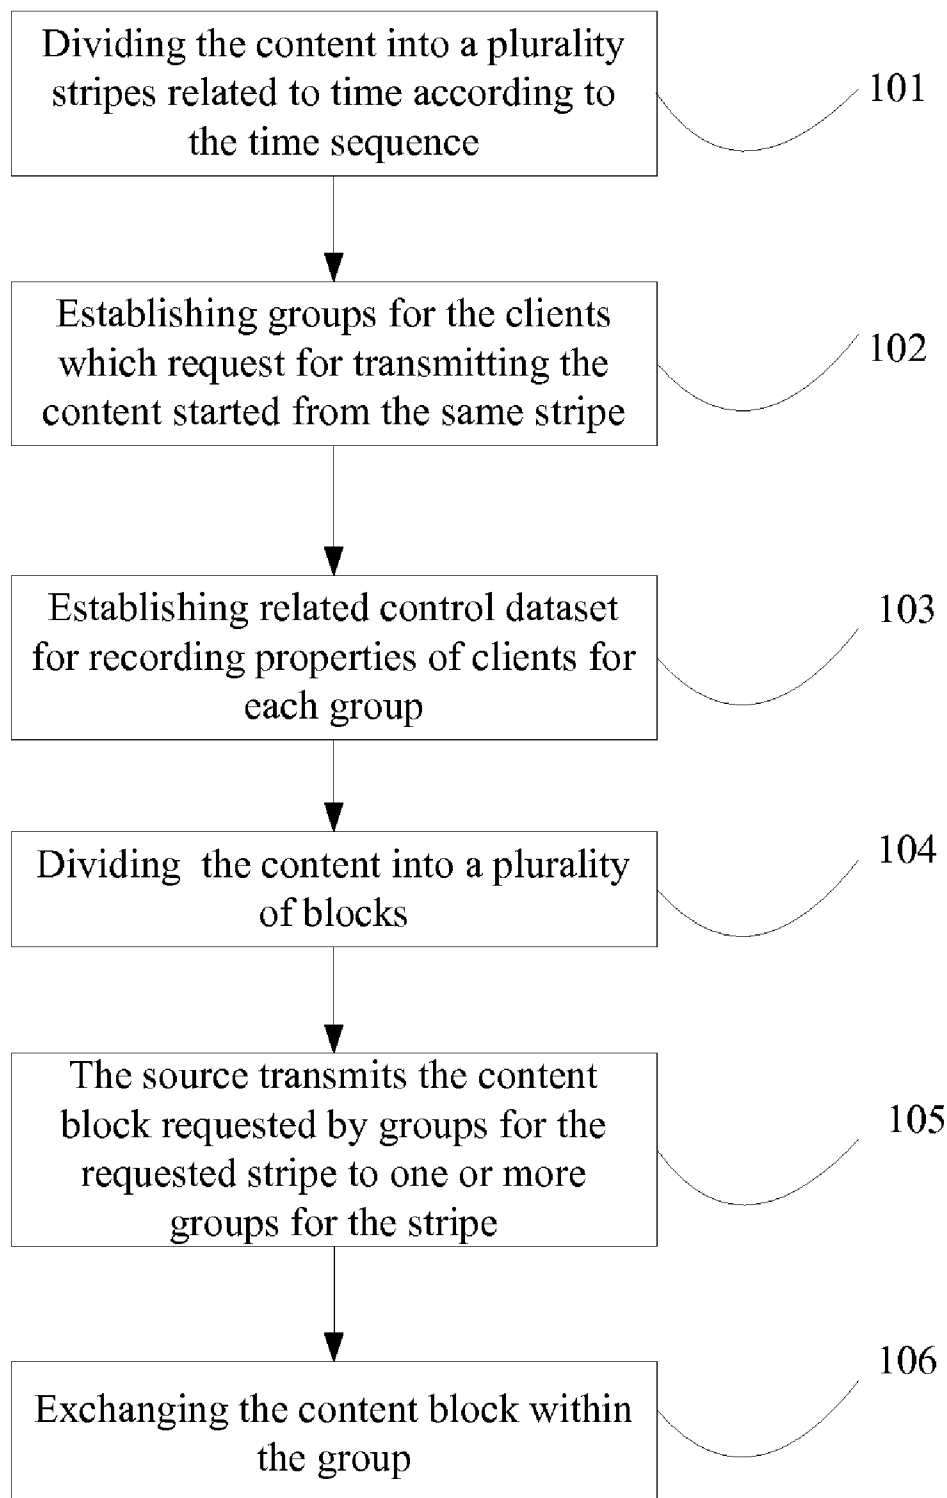 Dividing the content into a plurality
stripes related to time according to
the time sequence
101
Establishing groups for the clients
which request for transmitting the
content started from the same stripe
102
Establishing related control dataset
for recording properties of clients for
each group
103
Dividing the content into a plurality
of blocks
104
The source transmits the content
block requested by groups for the
requested stripe to one or more
groups for the stripe
105
Exchanging the content block within
the group
106